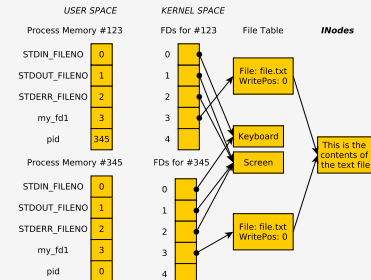 USER SPACE
KERNEL SPACE
Process Memory #123
FDs for #123
File Table
INodes
STDIN_FILENO 0
STDOUT_FILENO 1
STDERR_FILENO 2
my_fd1 3
pid 345
0
1
2
3
4
File: file.txt
WritePos: 0
Keyboard
Screen
This is the
contents of
the text file
Process Memory #345
FDs for #345
STDIN_FILENO 0
STDOUT_FILENO 1
STDERR_FILENO 2
my_fd1 3
pid 0
0
1
2
3
4
File: file.txt
WritePos: 0